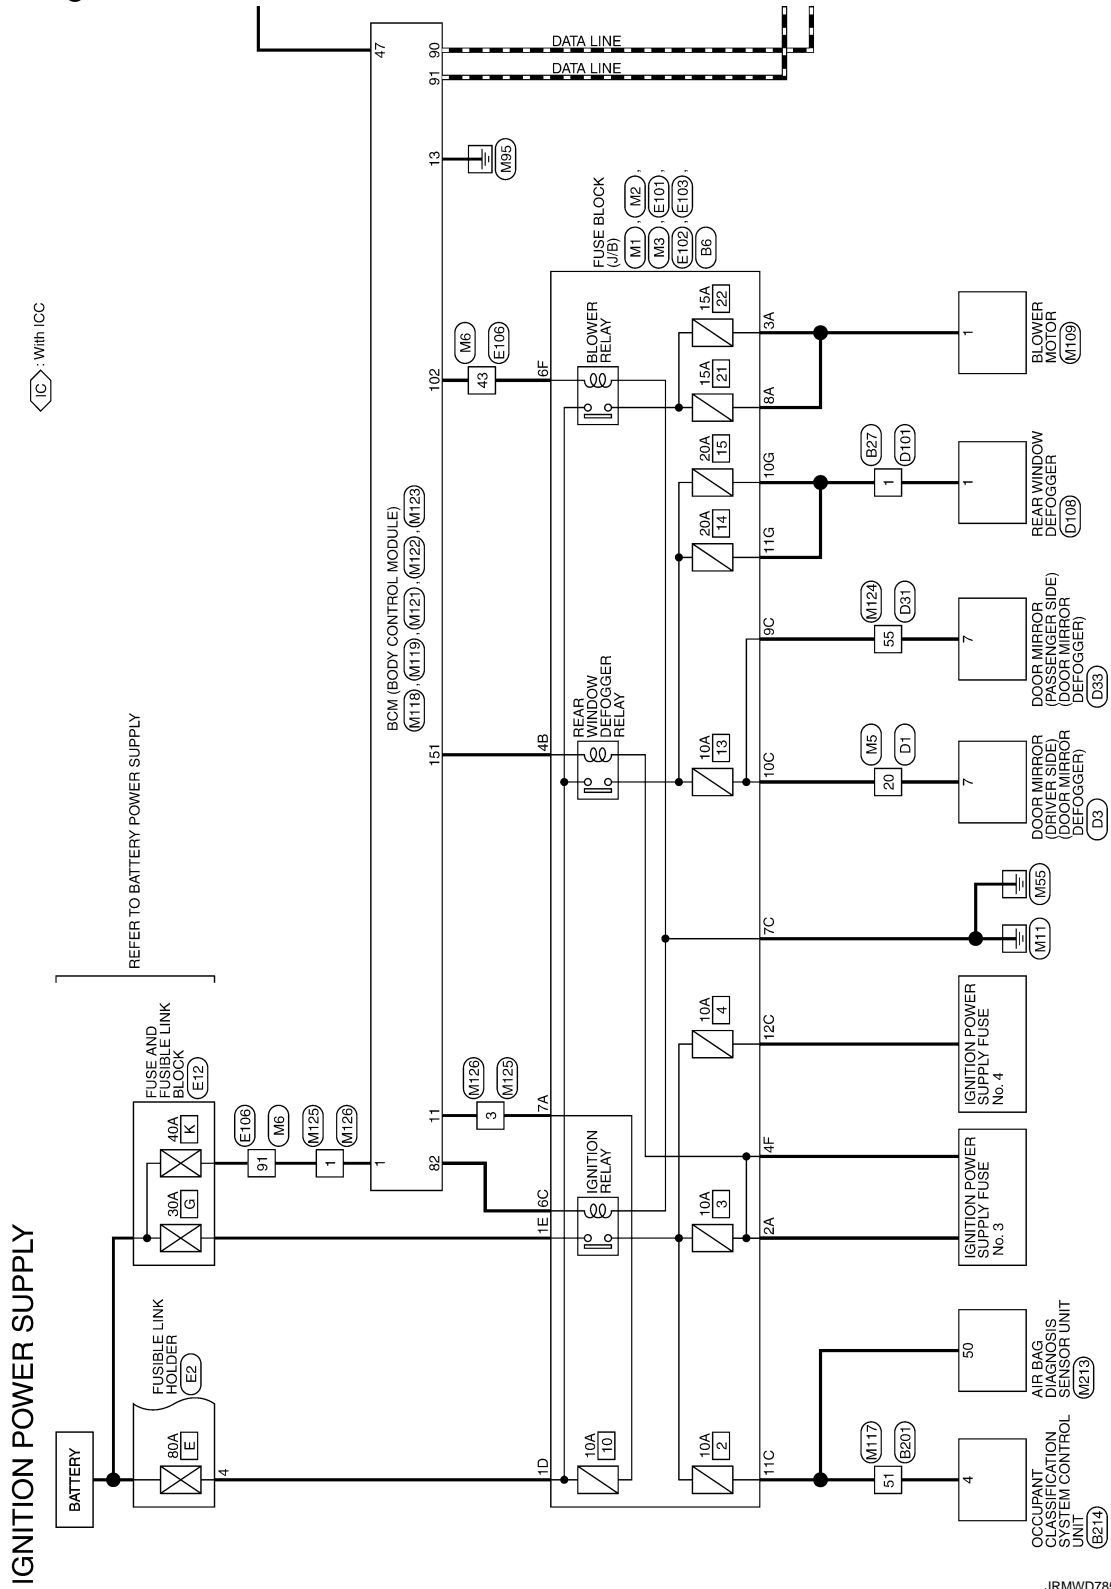 IGNITION POWER SUPPLY
BATTERY
FUSIBLE LINK
HOLDER
E2
80A
E
4
FUSE AND
FUSIBLE LINK
BLOCK
E12
30A
G
40A
K
REFER TO BATTERY POWER SUPPLY
IC : With ICC
E106
91
M6
M125
1
M126
1
47
BCM (BODY CONTROL MODULE)
M118 , M119 , M121 , M122 , M123
82
11
151
102
13
91
90
M95
DATA LINE
DATA LINE
M126
3
M125
M6
43
E106
1D
1E
6C
7A
4B
6F
FUSE BLOCK
(J/B)
M1 , M2 ,
M3 , E101 ,
E102 , E103 ,
B6
10A
10
IGNITION
RELAY
REAR
WINDOW
DEFOGGER
RELAY
BLOWER
RELAY
10A
2
10A
3
10A
4
10A
13
20A
14
20A
15
15A
21
15A
22
11C
2A
4F
12C
7C
10C
9C
11G
10G
8A
3A
M117
51
B201
M5
20
D1
M124
55
D31
B27
1
D101
4
OCCUPANT
CLASSIFICATION
SYSTEM CONTROL
UNIT
B214
50
AIR BAG
DIAGNOSIS
SENSOR UNIT
M213
IGNITION POWER
SUPPLY FUSE
No. 3
IGNITION POWER
SUPPLY FUSE
No. 4
M11
M55
7
DOOR MIRROR
(DRIVER SIDE)
(DOOR MIRROR
DEFOGGER)
D3
7
DOOR MIRROR
(PASSENGER SIDE)
(DOOR MIRROR
DEFOGGER)
D33
1
REAR WINDOW
DEFOGGER
D108
1
BLOWER
MOTOR
M109